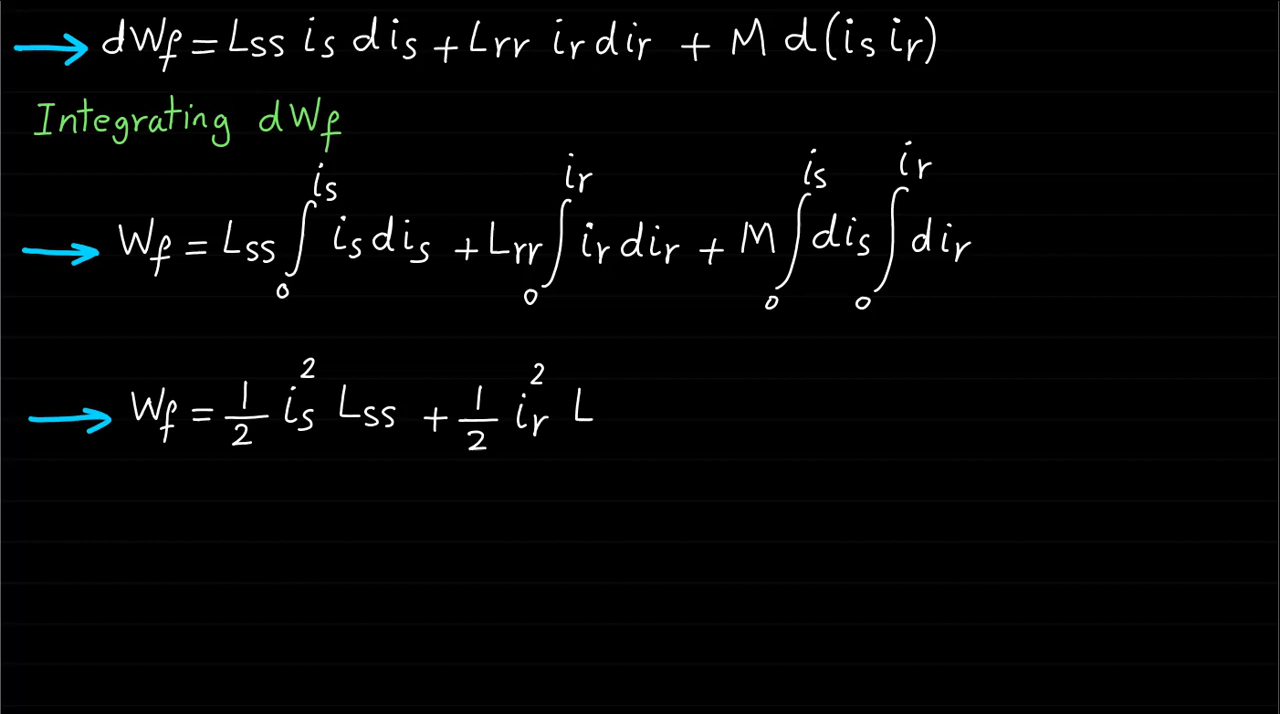 → dWf = Lss is dis + Lrr ir dir + M d(is ir)
Integrating dWf
→ Wf = Lss ∫₀^is is dis + Lrr ∫₀^ir ir dir + M ∫₀^is dis ∫₀^ir dir
→ Wf = 1/2 is² Lss + 1/2 ir² L